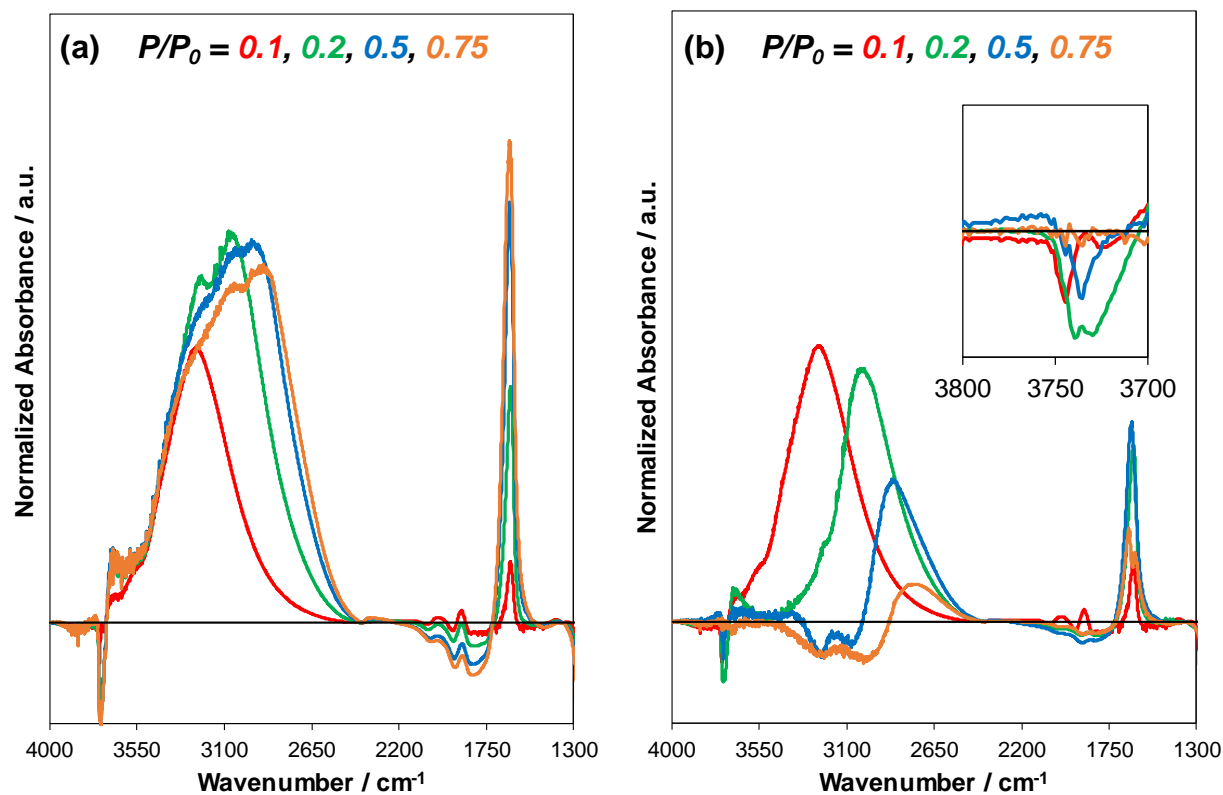 (a) P/P0 = 0.1, 0.2, 0.5, 0.75
Normalized Absorbance / a.u.
4000 3550 3100 2650 2200 1750 1300
Wavenumber / cm-1
(b) P/P0 = 0.1, 0.2, 0.5, 0.75
Normalized Absorbance / a.u.
3800 3750 3700
4000 3550 3100 2650 2200 1750 1300
Wavenumber / cm-1